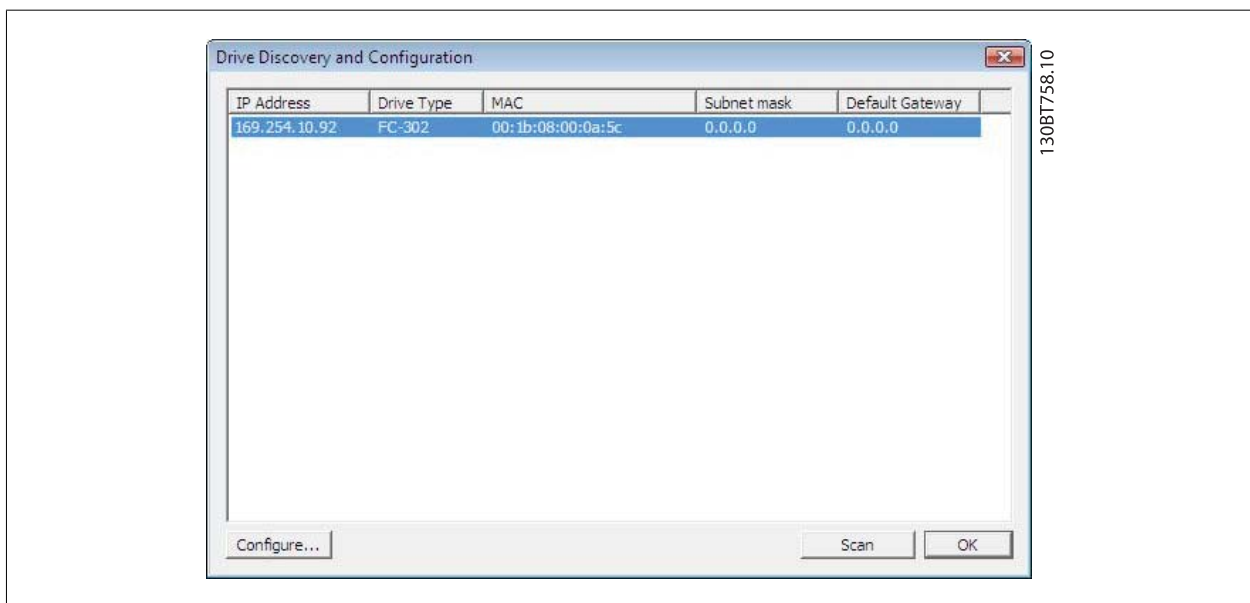 Drive Discovery and Configuration
IP Address Drive Type MAC Subnet mask Default Gateway
169.254.10.92 FC-302 00:1b:08:00:0a:5c 0.0.0.0 0.0.0.0
Configure... Scan OK
130BT758.10